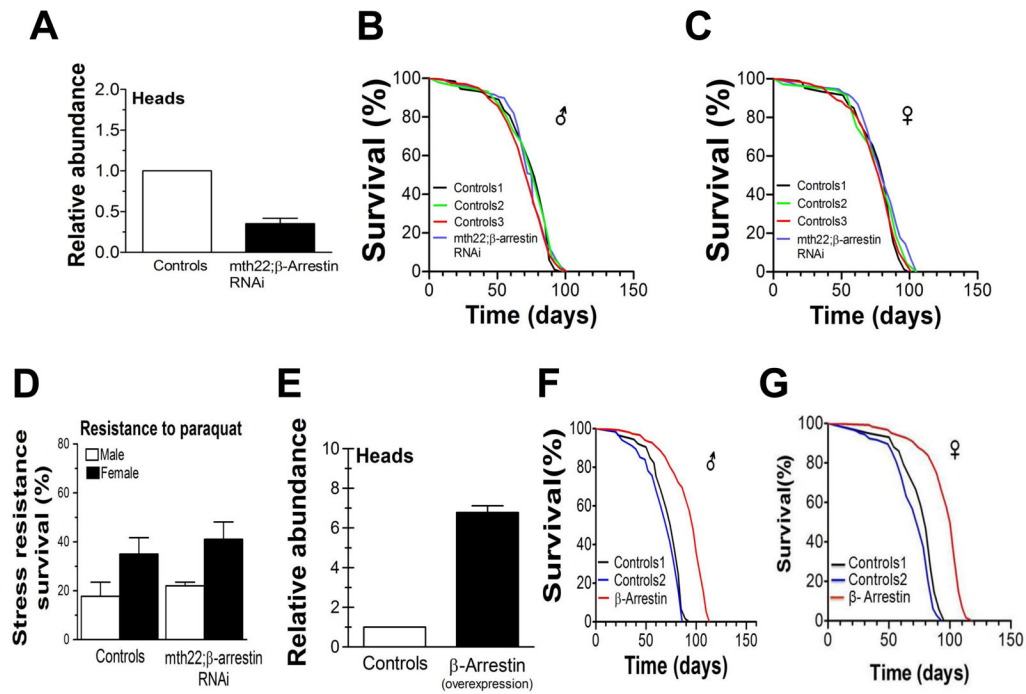 A
Relative abundance
2.0
1.5
1.0
0.5
0.0
Heads
Controls
mth22;β-Arrestin
RNAi
B
Survival (%)
100
80
60
40
20
0
♂
Controls1
Controls2
Controls3
mth22;β-arrestin
RNAi
0 50 100 150
Time (days)
C
Survival (%)
100
80
60
40
20
0
♀
Controls1
Controls2
Controls3
mth22;β-arrestin
RNAi
0 50 100 150
Time (days)
D
Resistance to paraquat
Stress resistance
survival (%)
80
60
40
20
0
Male
Female
Controls
mth22;β-arrestin
RNAi
E
Relative abundance
10
8
6
4
2
0
Heads
Controls
β-Arrestin
(overexpression)
F
Survival(%)
100
80
60
40
20
0
♂
Controls1
Controls2
β-Arrestin
0 50 100 150
Time (days)
G
Survival(%)
100
80
60
40
20
0
♀
Controls1
Controls2
β- Arrestin
0 50 100 150
Time (days)